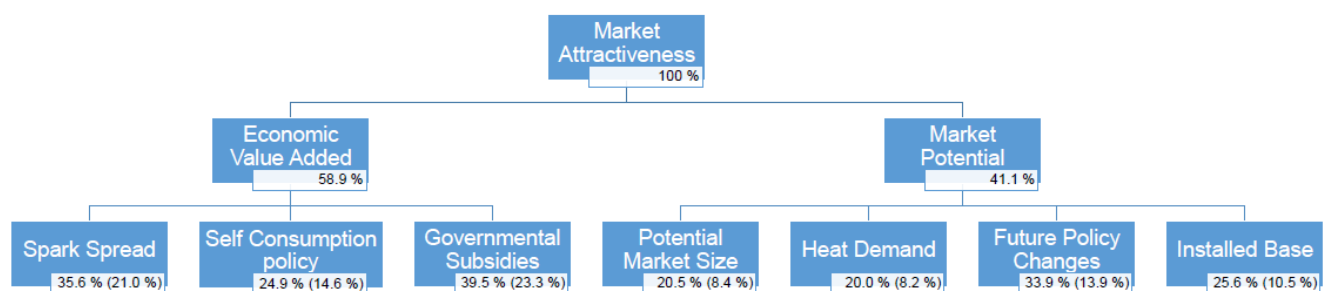 Market
Attractiveness
100 %
Economic
Value Added
58.9 %
Market
Potential
41.1 %
Spark Spread
35.6 % (21.0 %)
Self Consumption
policy
24.9 % (14.6 %)
Governmental
Subsidies
39.5 % (23.3 %)
Potential
Market Size
20.5 % (8.4 %)
Heat Demand
20.0 % (8.2 %)
Future Policy
Changes
33.9 % (13.9 %)
Installed Base
25.6 % (10.5 %)